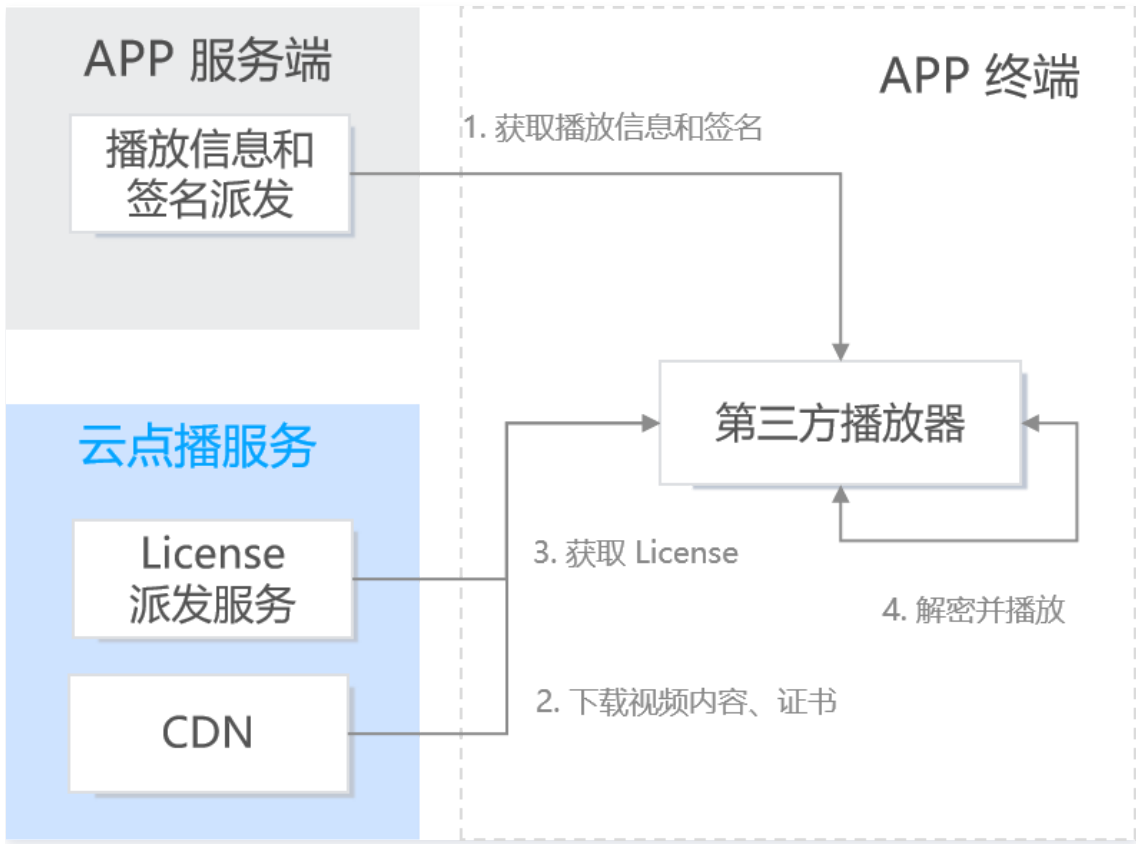 APP 服务端
播放信息和
签名派发
APP 终端
1. 获取播放信息和签名
第三方播放器
云点播服务
License
派发服务
CDN
3. 获取 License
4. 解密并播放
2. 下载视频内容、证书